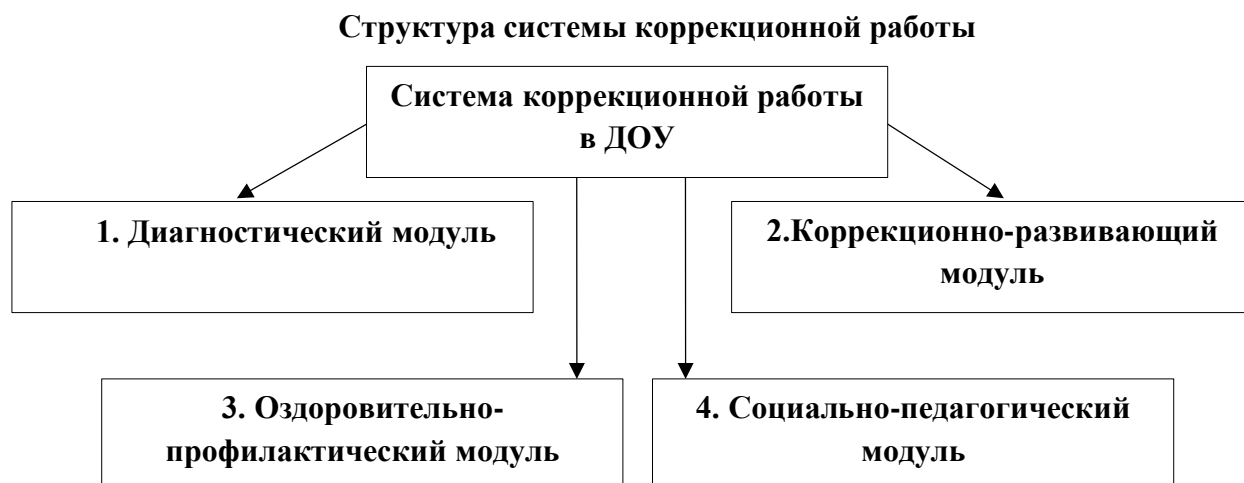 Структура системы коррекционной работы
Система коррекционной работы
в ДОУ
1. Диагностический модуль
2.Коррекционно-развивающий
модуль
3. Оздоровительно-
профилактический модуль
4. Социально-педагогический
модуль